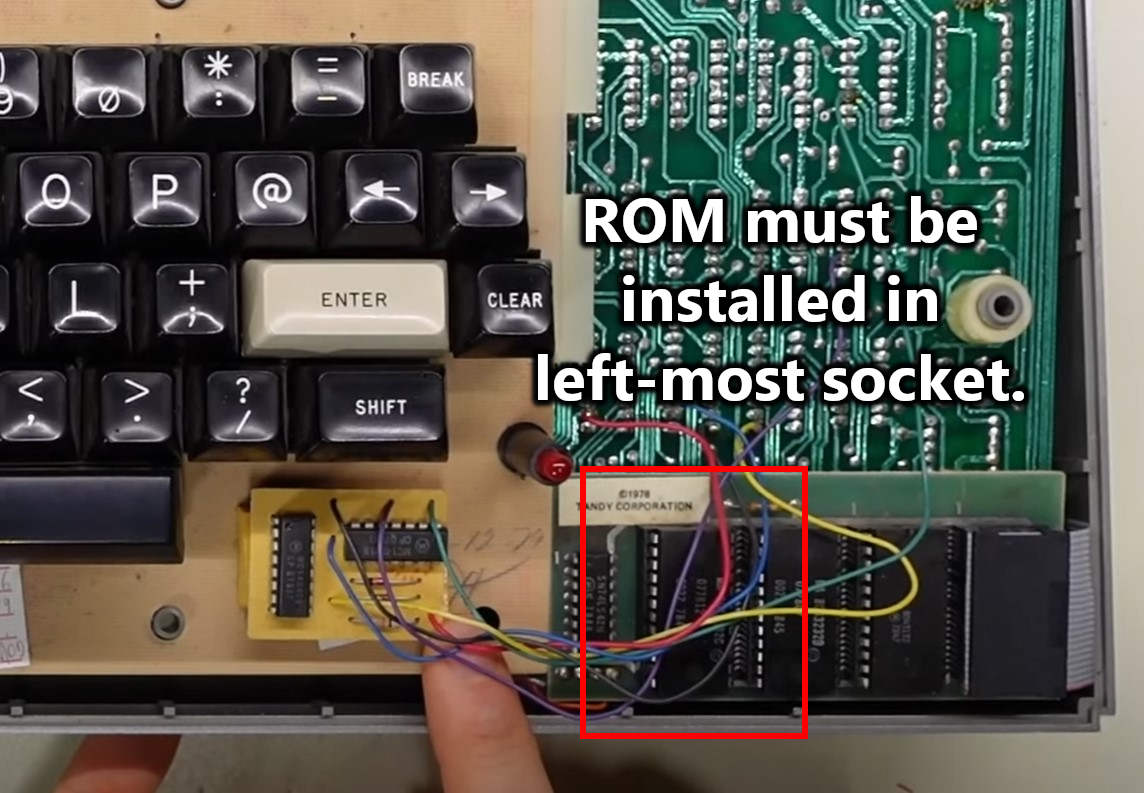 *
:
=
-
BREAK
Ø
O
P
@
←
→
L
+
;
ENTER
CLEAR
<
,
>
.
?
/
SHIFT
ROM must be
installed in
left-most socket.
©1978
TANDY CORPORATION